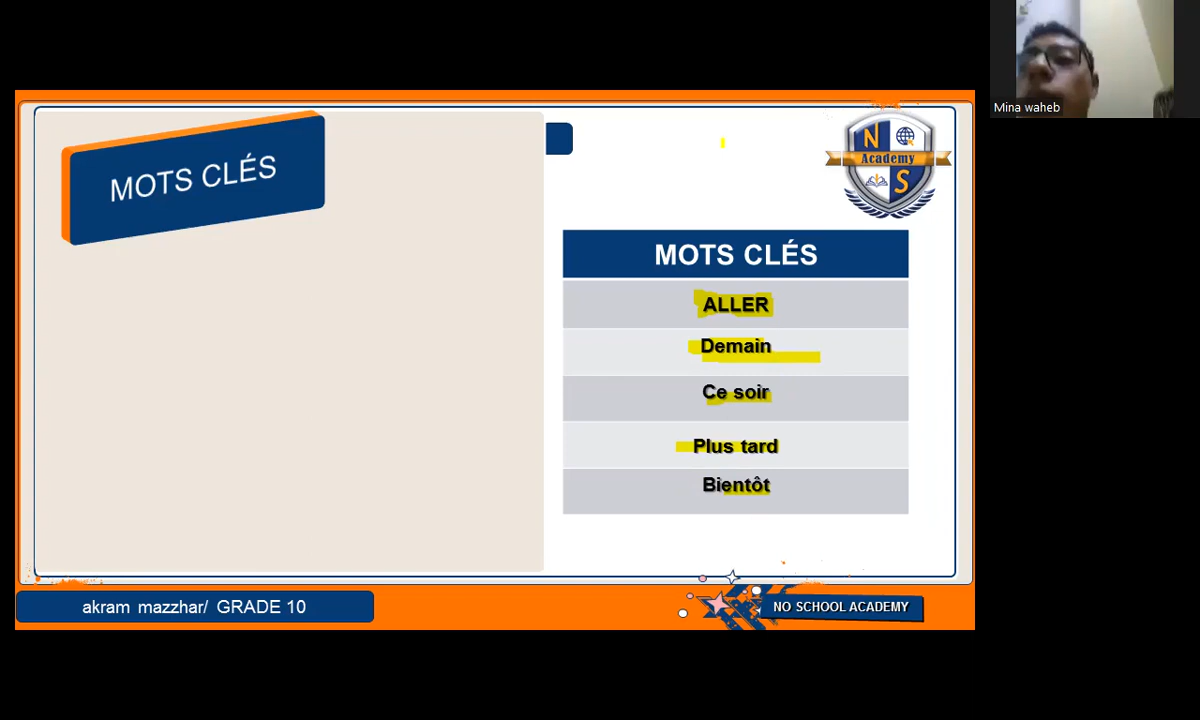 Mina waheb
MOTS CLÉS
N
Academy
S
MOTS CLÉS
ALLER
Demain
Ce soir
Plus tard
Bientôt
akram mazzhar/ GRADE 10
NO SCHOOL ACADEMY